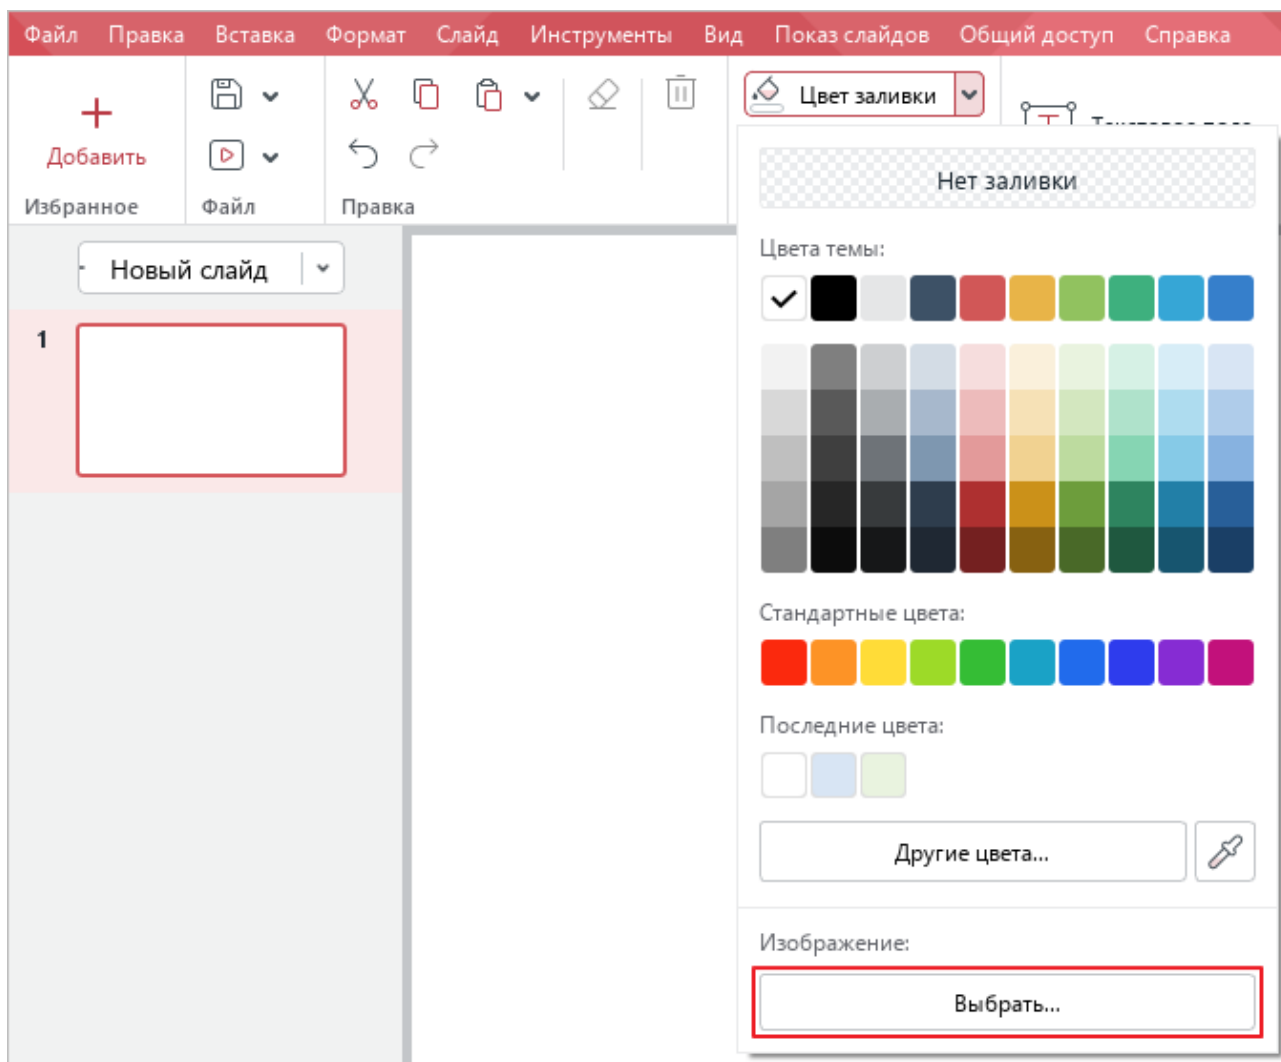 Файл Правка Вставка Формат Слайд Инструменты Вид Показ слайдов Общий доступ Справка
Цвет заливки
Добавить
Избранное Файл Правка
Нет заливки
Новый слайд
1
Цвета темы:
Стандартные цвета:
Последние цвета:
Другие цвета...
Изображение:
Выбрать...